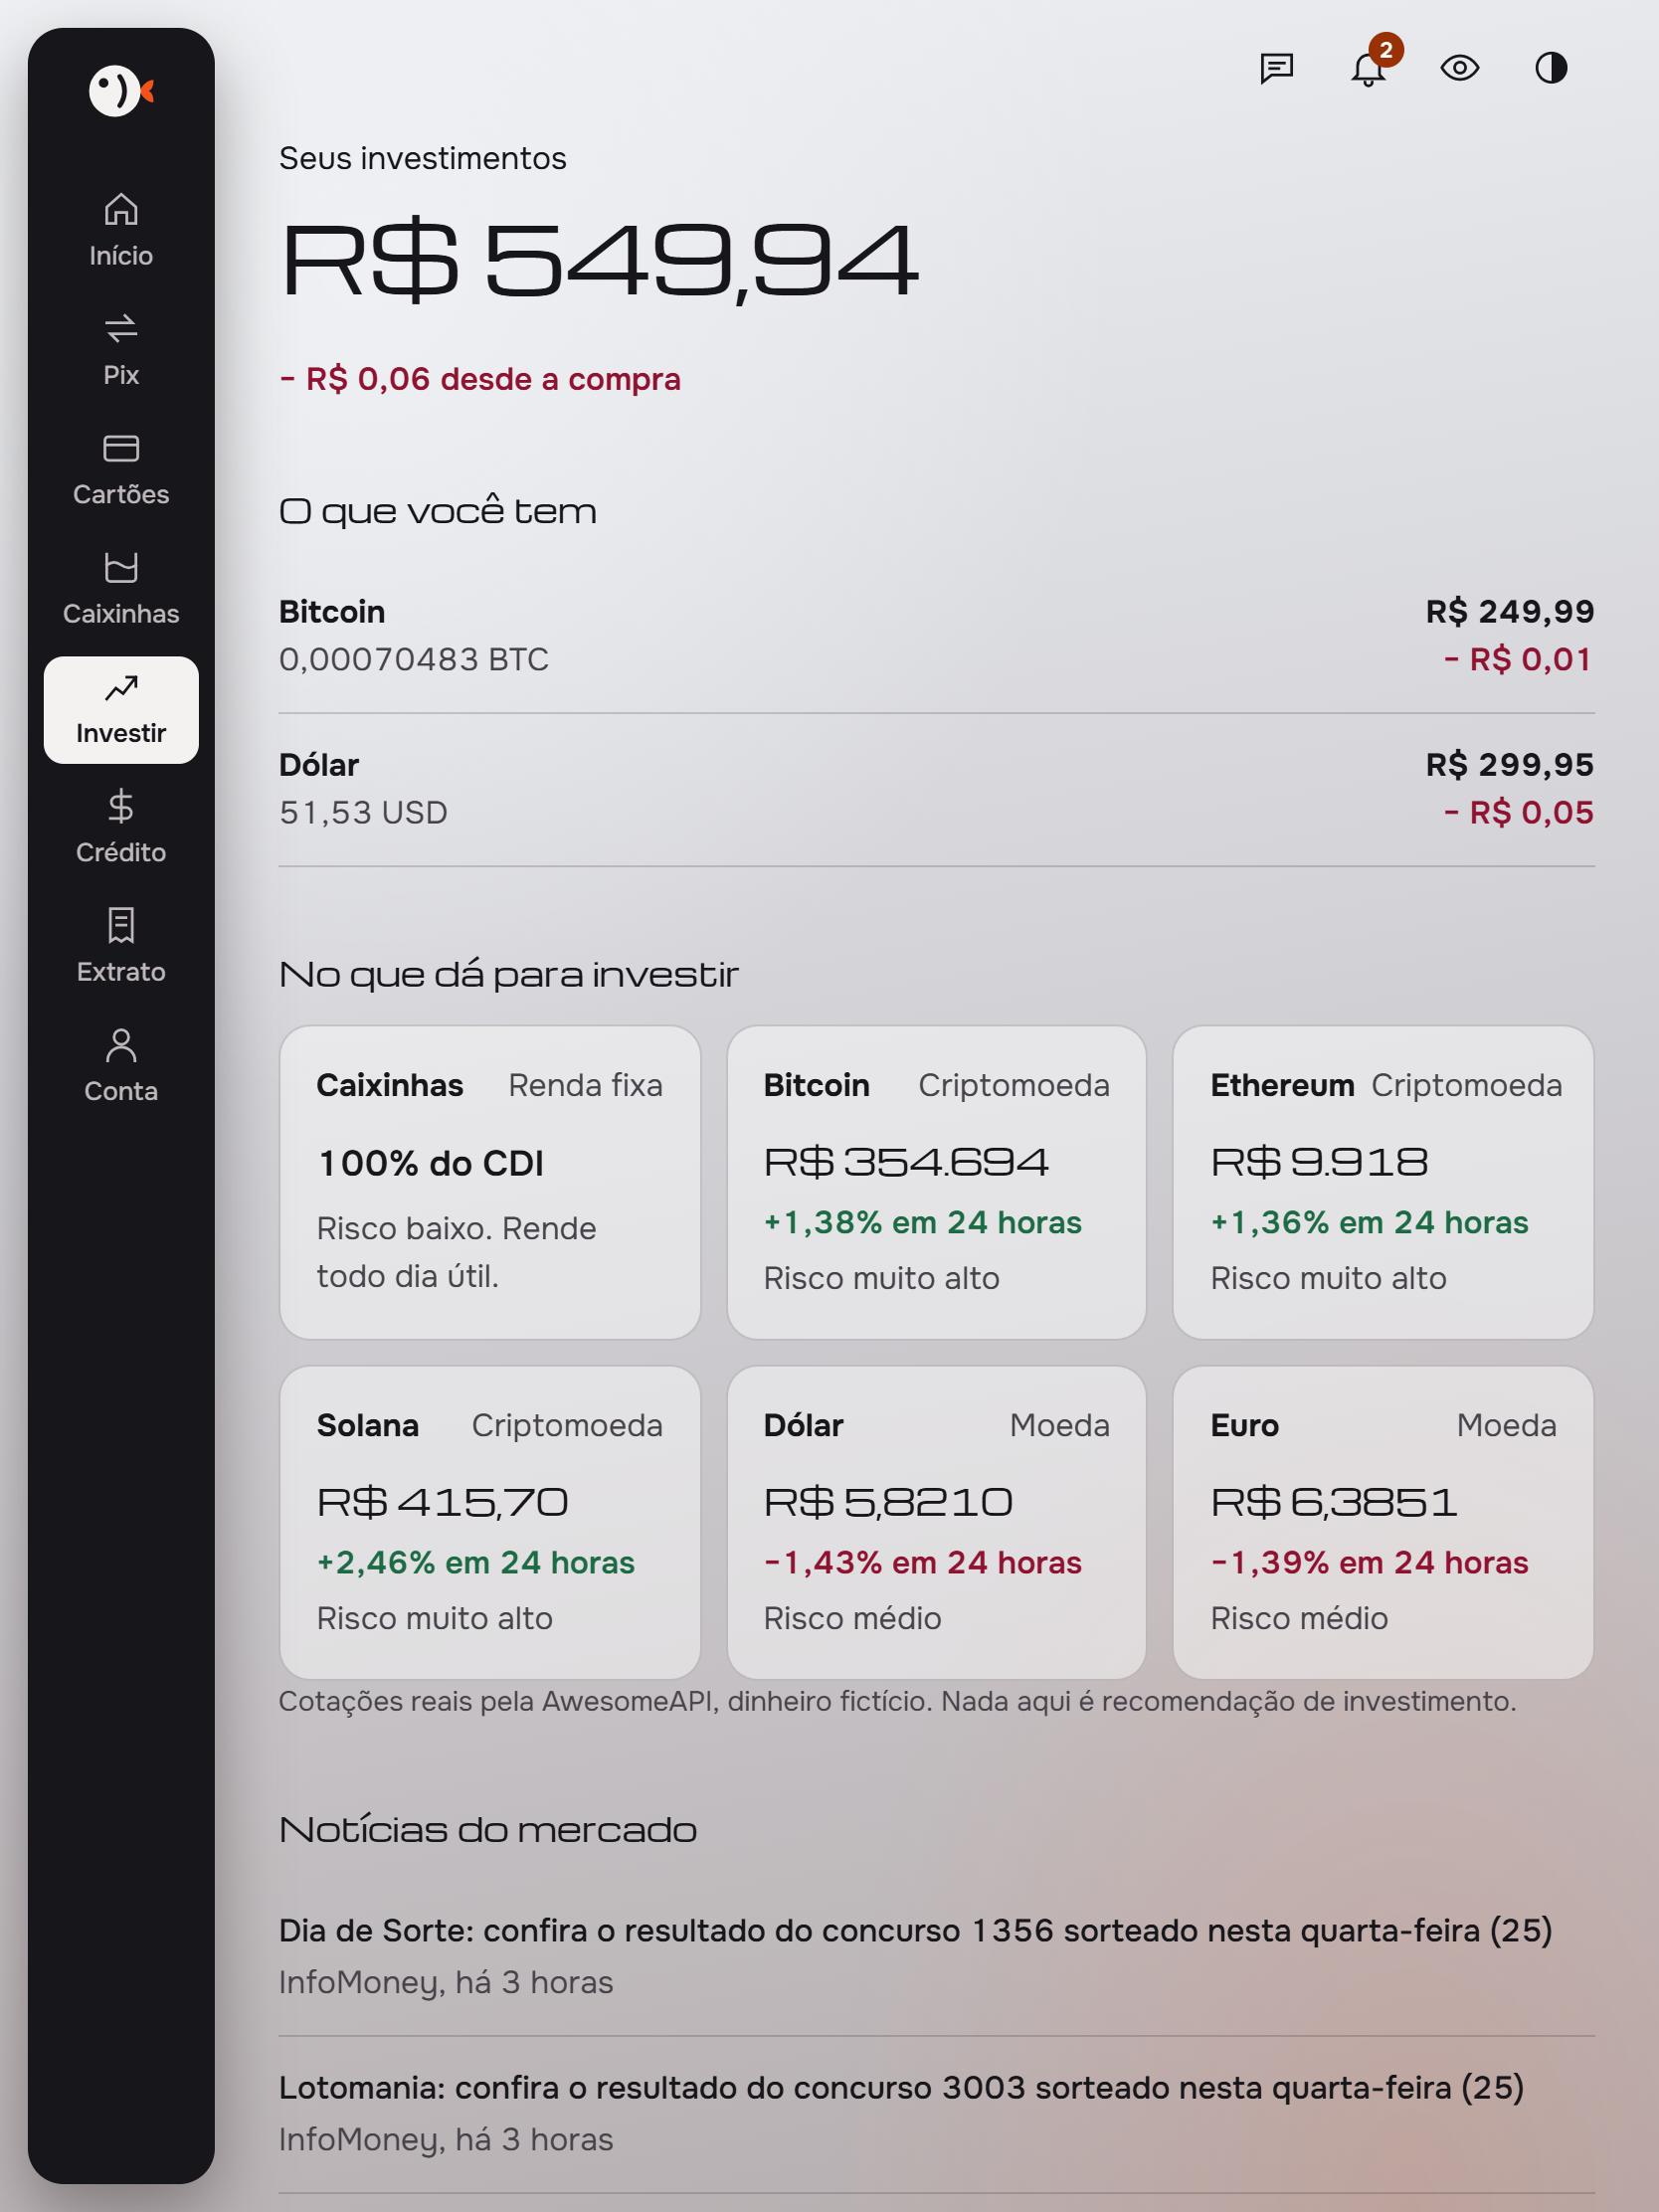 2
Início
Pix
Cartões
Caixinhas
Investir
Crédito
Extrato
Conta
Seus investimentos
R$ 549,94
− R$ 0,06 desde a compra
O que você tem
Bitcoin
R$ 249,99
0,00070483 BTC
− R$ 0,01
Dólar
R$ 299,95
51,53 USD
− R$ 0,05
No que dá para investir
Caixinhas Renda fixa
100% do CDI
Risco baixo. Rende
todo dia útil.
Bitcoin Criptomoeda
R$ 354.694
+1,38% em 24 horas
Risco muito alto
Ethereum Criptomoeda
R$ 9.918
+1,36% em 24 horas
Risco muito alto
Solana Criptomoeda
R$ 415,70
+2,46% em 24 horas
Risco muito alto
Dólar Moeda
R$ 5,8210
−1,43% em 24 horas
Risco médio
Euro Moeda
R$ 6,3851
−1,39% em 24 horas
Risco médio
Cotações reais pela AwesomeAPI, dinheiro fictício. Nada aqui é recomendação de investimento.
Notícias do mercado
Dia de Sorte: confira o resultado do concurso 1356 sorteado nesta quarta-feira (25)
InfoMoney, há 3 horas
Lotomania: confira o resultado do concurso 3003 sorteado nesta quarta-feira (25)
InfoMoney, há 3 horas